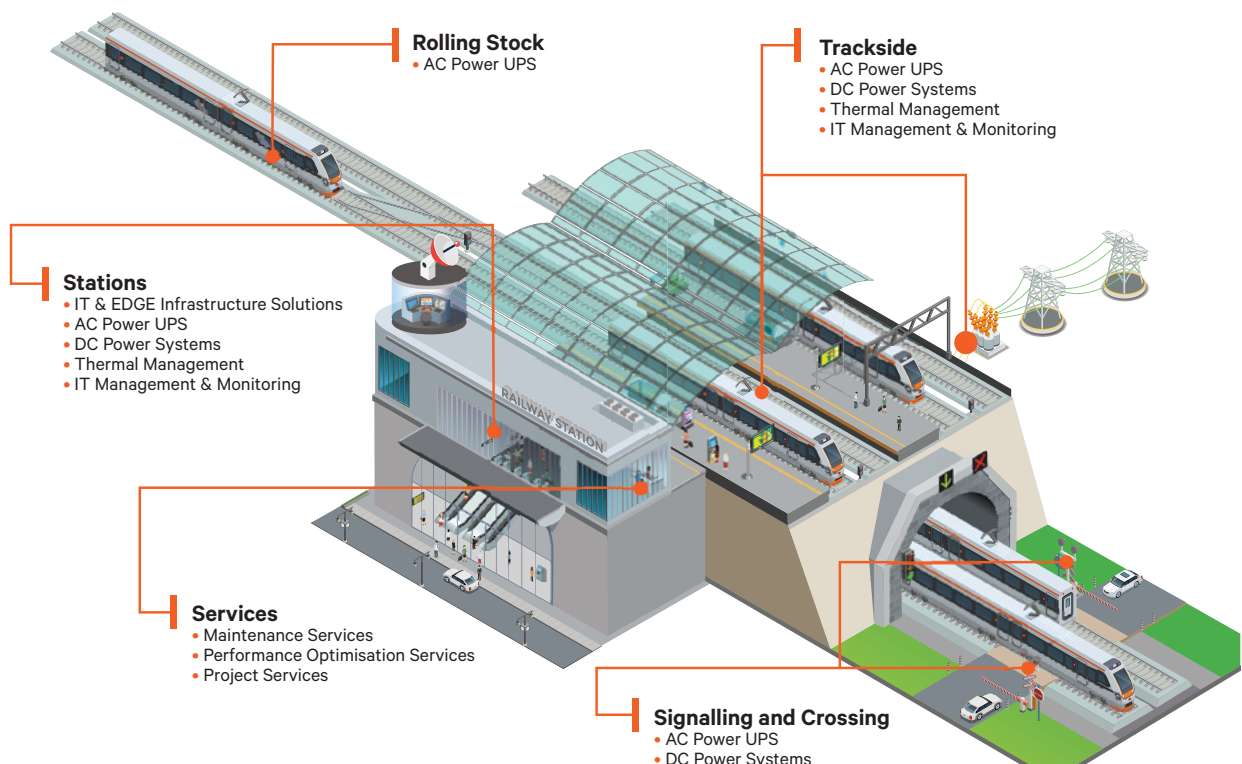 Rolling Stock
• AC Power UPS
Trackside
• AC Power UPS
• DC Power Systems
• Thermal Management
• IT Management & Monitoring
Stations
• IT & EDGE Infrastructure Solutions
• AC Power UPS
• DC Power Systems
• Thermal Management
• IT Management & Monitoring
RAILWAY STATION
Services
• Maintenance Services
• Performance Optimisation Services
• Project Services
Signalling and Crossing
• AC Power UPS
• DC Power Systems